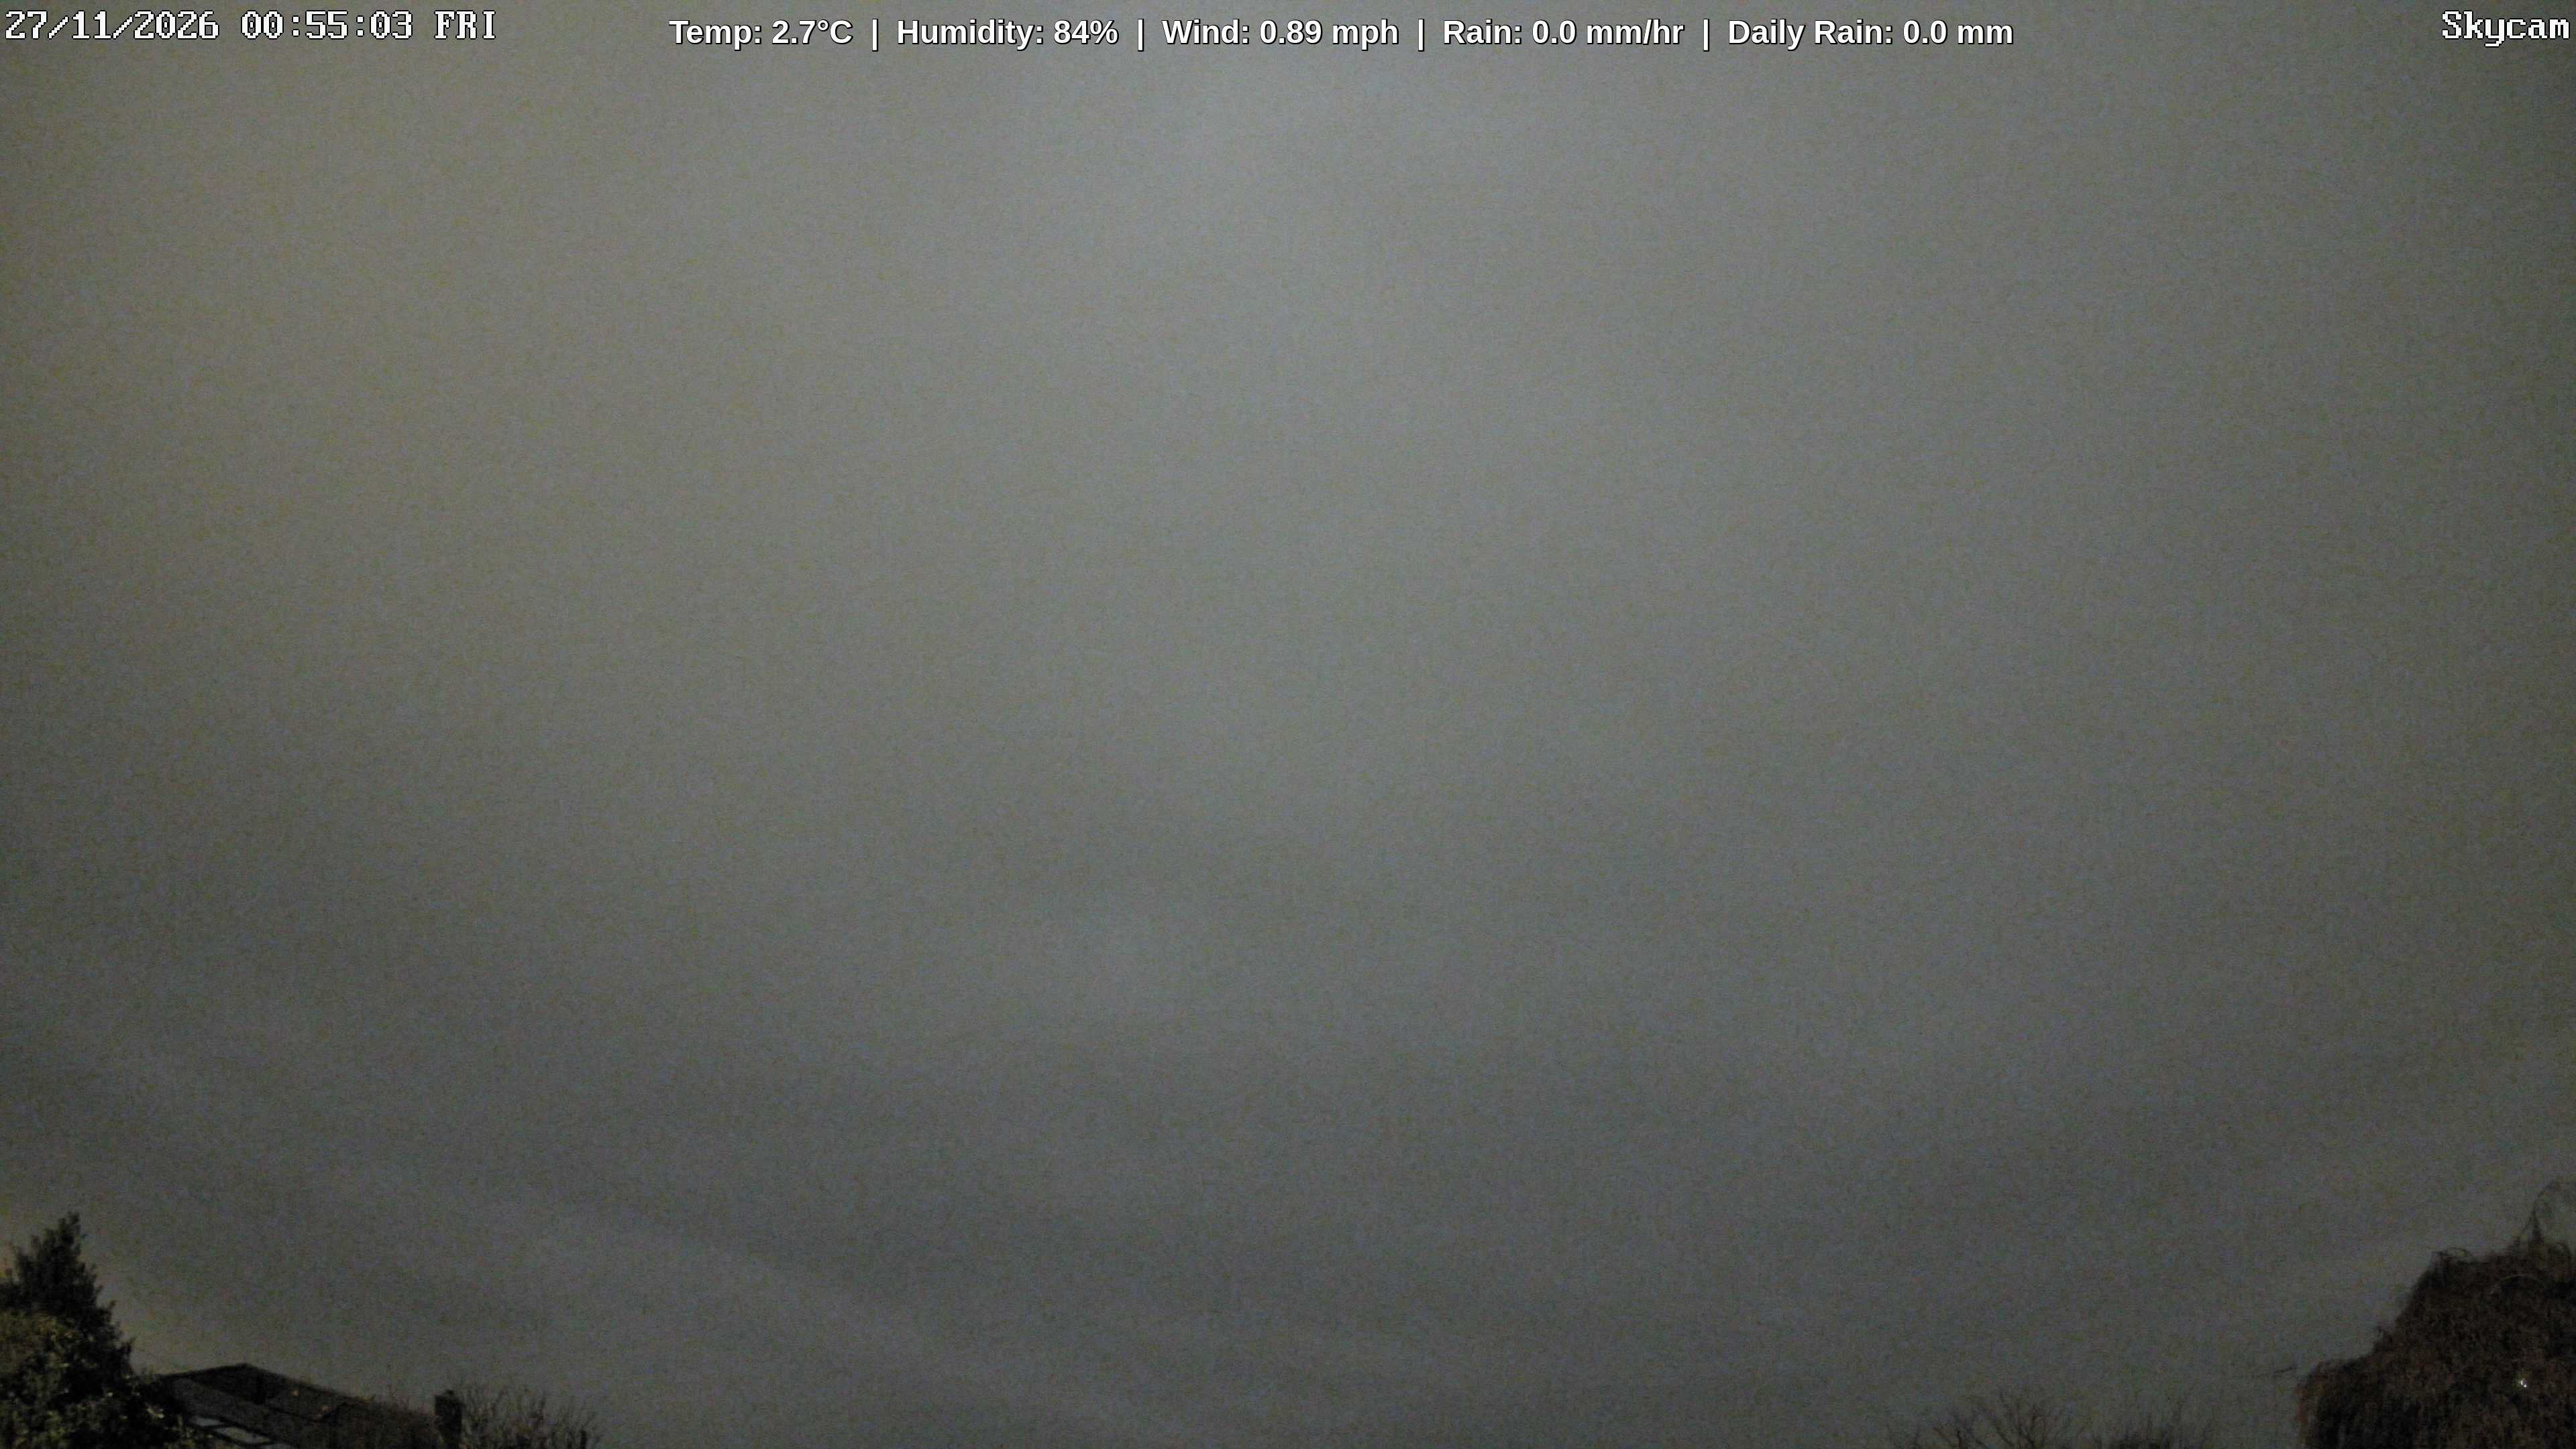 27/11/2026 00:55:03 FRI
Temp: 2.7°C | Humidity: 84% | Wind: 0.89 mph | Rain: 0.0 mm/hr | Daily Rain: 0.0 mm
Skycam